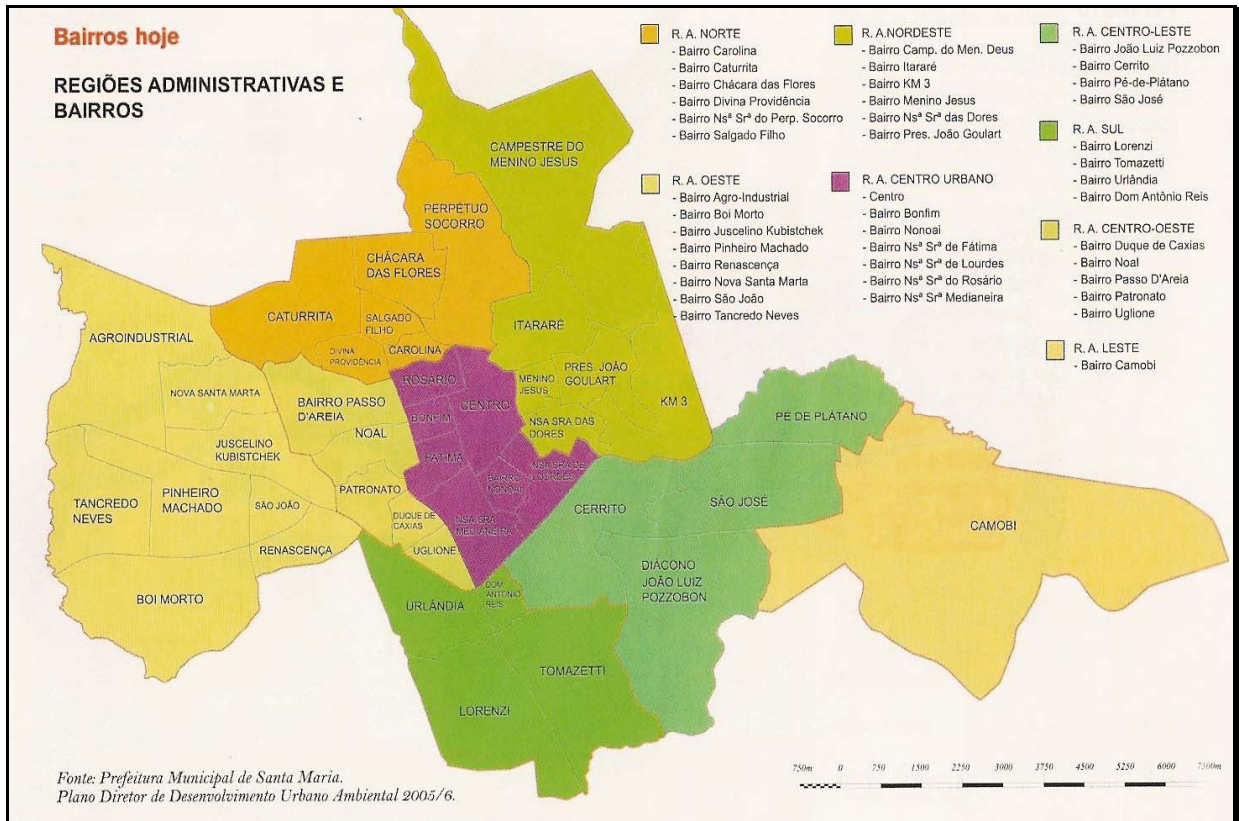 Bairros hoje
REGIÕES ADMINISTRATIVAS E
BAIRROS
R. A. NORTE
- Bairro Carolina
- Bairro Caturrita
- Bairro Chácara das Flores
- Bairro Divina Providência
- Bairro Nsª Srª do Perp. Socorro
- Bairro Salgado Filho
R. A. OESTE
- Bairro Agro-Industrial
- Bairro Boi Morto
- Bairro Juscelino Kubistchek
- Bairro Pinheiro Machado
- Bairro Renascença
- Bairro Nova Santa Marta
- Bairro São João
- Bairro Tancredo Neves
R. A.NORDESTE
- Bairro Camp. do Men. Deus
- Bairro Itararé
- Bairro KM 3
- Bairro Menino Jesus
- Bairro Nsª Srª das Dores
- Bairro Pres. João Goulart
R. A. CENTRO URBANO
- Centro
- Bairro Bonfim
- Bairro Nonoai
- Bairro Nsª Srª de Fátima
- Bairro Nsª Srª de Lourdes
- Bairro Nsª Srª do Rosário
- Bairro Nsª Srª Medianeira
R. A. CENTRO-LESTE
- Bairro João Luiz Pozzobon
- Bairro Cerrito
- Bairro Pé-de-Plátano
- Bairro São José
R. A. SUL
- Bairro Lorenzi
- Bairro Tomazetti
- Bairro Urlândia
- Bairro Dom Antônio Reis
R. A. CENTRO-OESTE
- Bairro Duque de Caxias
- Bairro Noal
- Bairro Passo D'Areia
- Bairro Patronato
- Bairro Uglione
R. A. LESTE
- Bairro Camobi
CAMPESTRE DO
MENINO JESUS
PERPÉTUO
SOCORRO
CHÁCARA
DAS FLORES
CATURRITA
SALGADO
FILHO
DIVINA
PROVIDÊNCIA
CAROLINA
ITARARÉ
AGROINDUSTRIAL
NOVA SANTA MARTA
BAIRRO PASSO
D'AREIA
NOAL
ROSÁRIO
CENTRO
BONFIM
FÁTIMA
MENINO
JESUS
PRES. JOÃO
GOULART
KM 3
NSA SRA DAS
DORES
NSA SRA DE
LOURDES
BAIRRO
NONOAI
NSA SRA
MEDIANEIRA
JUSCELINO
KUBISTCHEK
TANCREDO
NEVES
PINHEIRO
MACHADO
SÃO JOÃO
RENASCENÇA
PATRONATO
DUQUE DE
CAXIAS
UGLIONE
BOI MORTO
URLÂNDIA
DOM
ANTONIO
REIS
TOMAZETTI
LORENZI
CERRITO
PÉ DE PLÁTANO
SÃO JOSÉ
DIÁCONO
JOÃO LUIZ
POZZOBON
CAMOBI
Fonte: Prefeitura Municipal de Santa Maria.
Plano Diretor de Desenvolvimento Urbano Ambiental 2005/6.
750m 0 750 1500 2250 3000 3750 4500 5250 6000 7500m